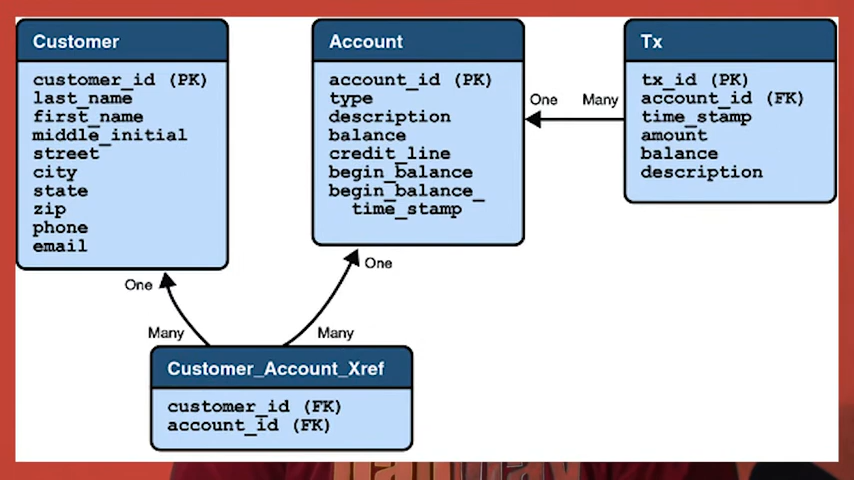 Customer
customer_id (PK)
last_name
first_name
middle_initial
street
city
state
zip
phone
email
Account
account_id (PK)
type
description
balance
credit_line
begin_balance
begin_balance_
time_stamp
Tx
tx_id (PK)
account_id (FK)
time_stamp
amount
balance
description
One
Many
One
Many
One
Many
Customer_Account_Xref
customer_id (FK)
account_id (FK)